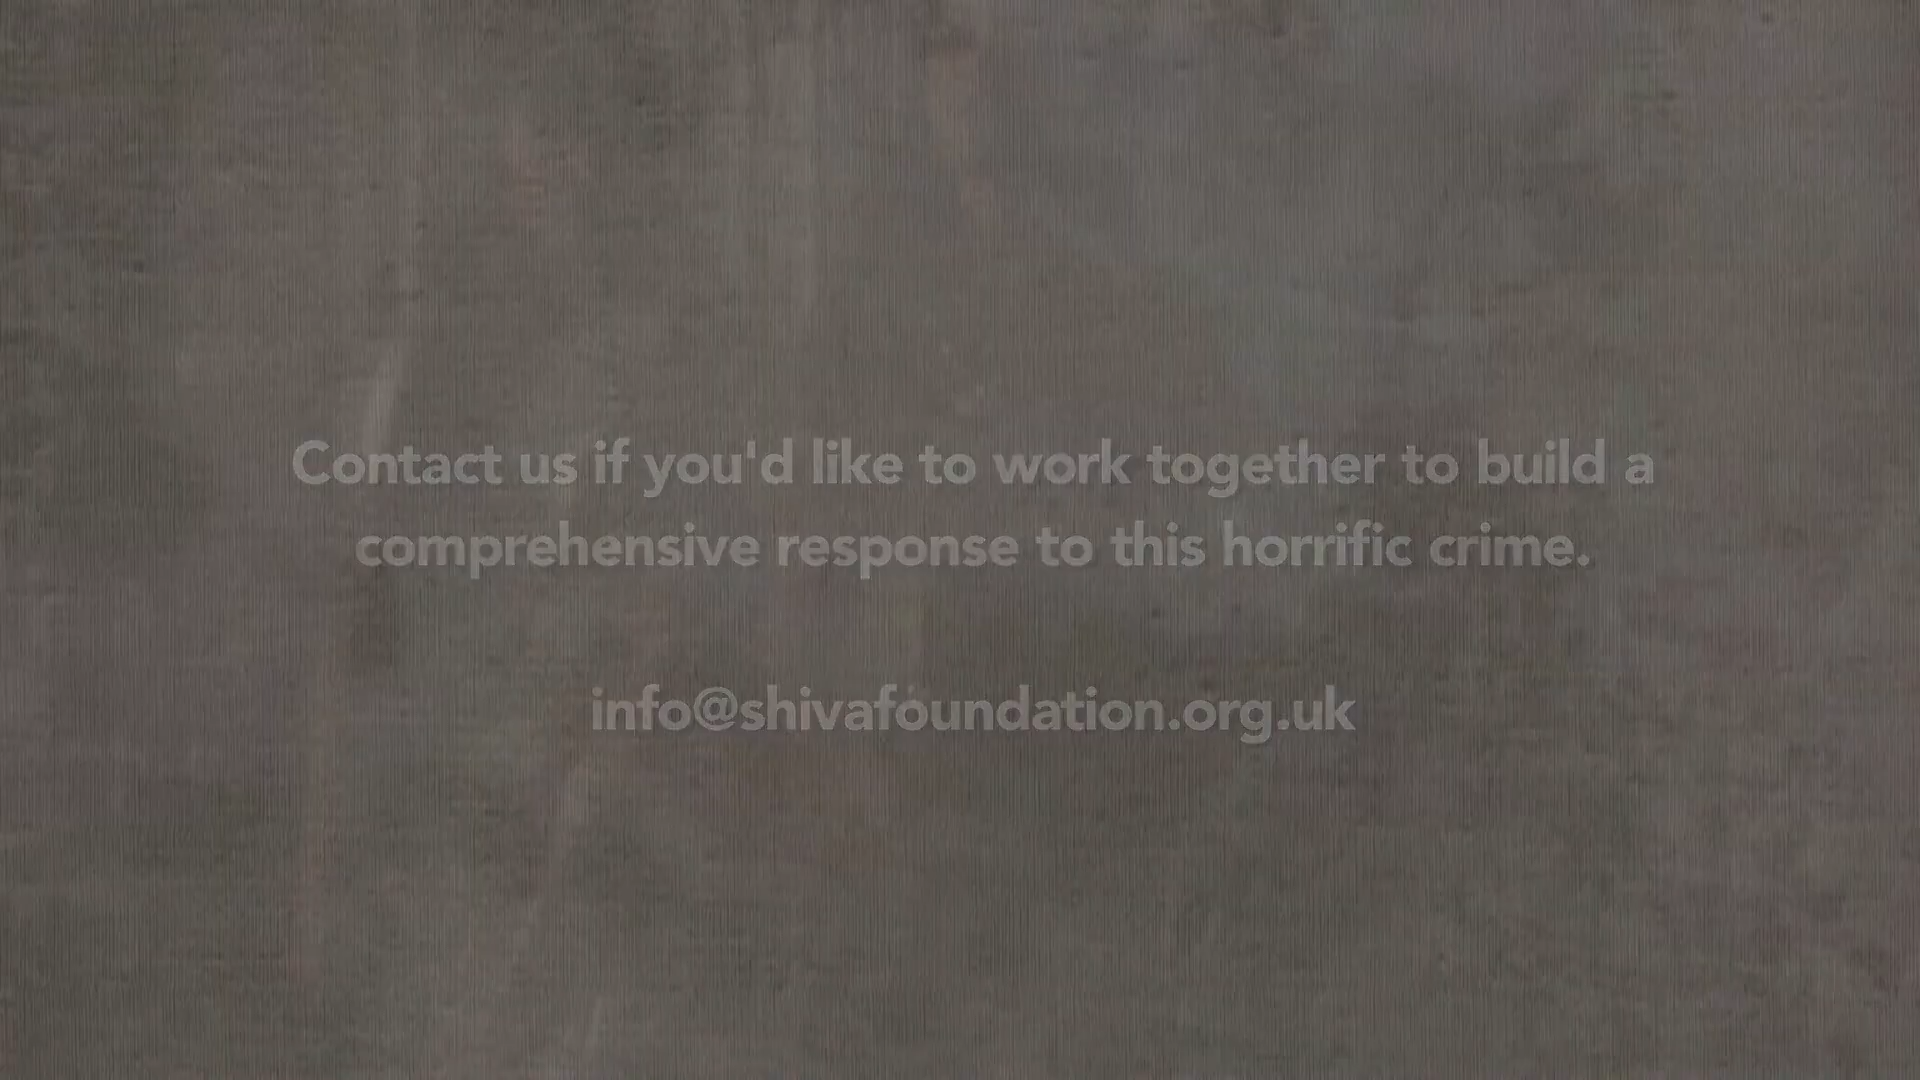 Contact us if you'd like to work together to build a
comprehensive response to this horrific crime.
info@shivafoundation.org.uk